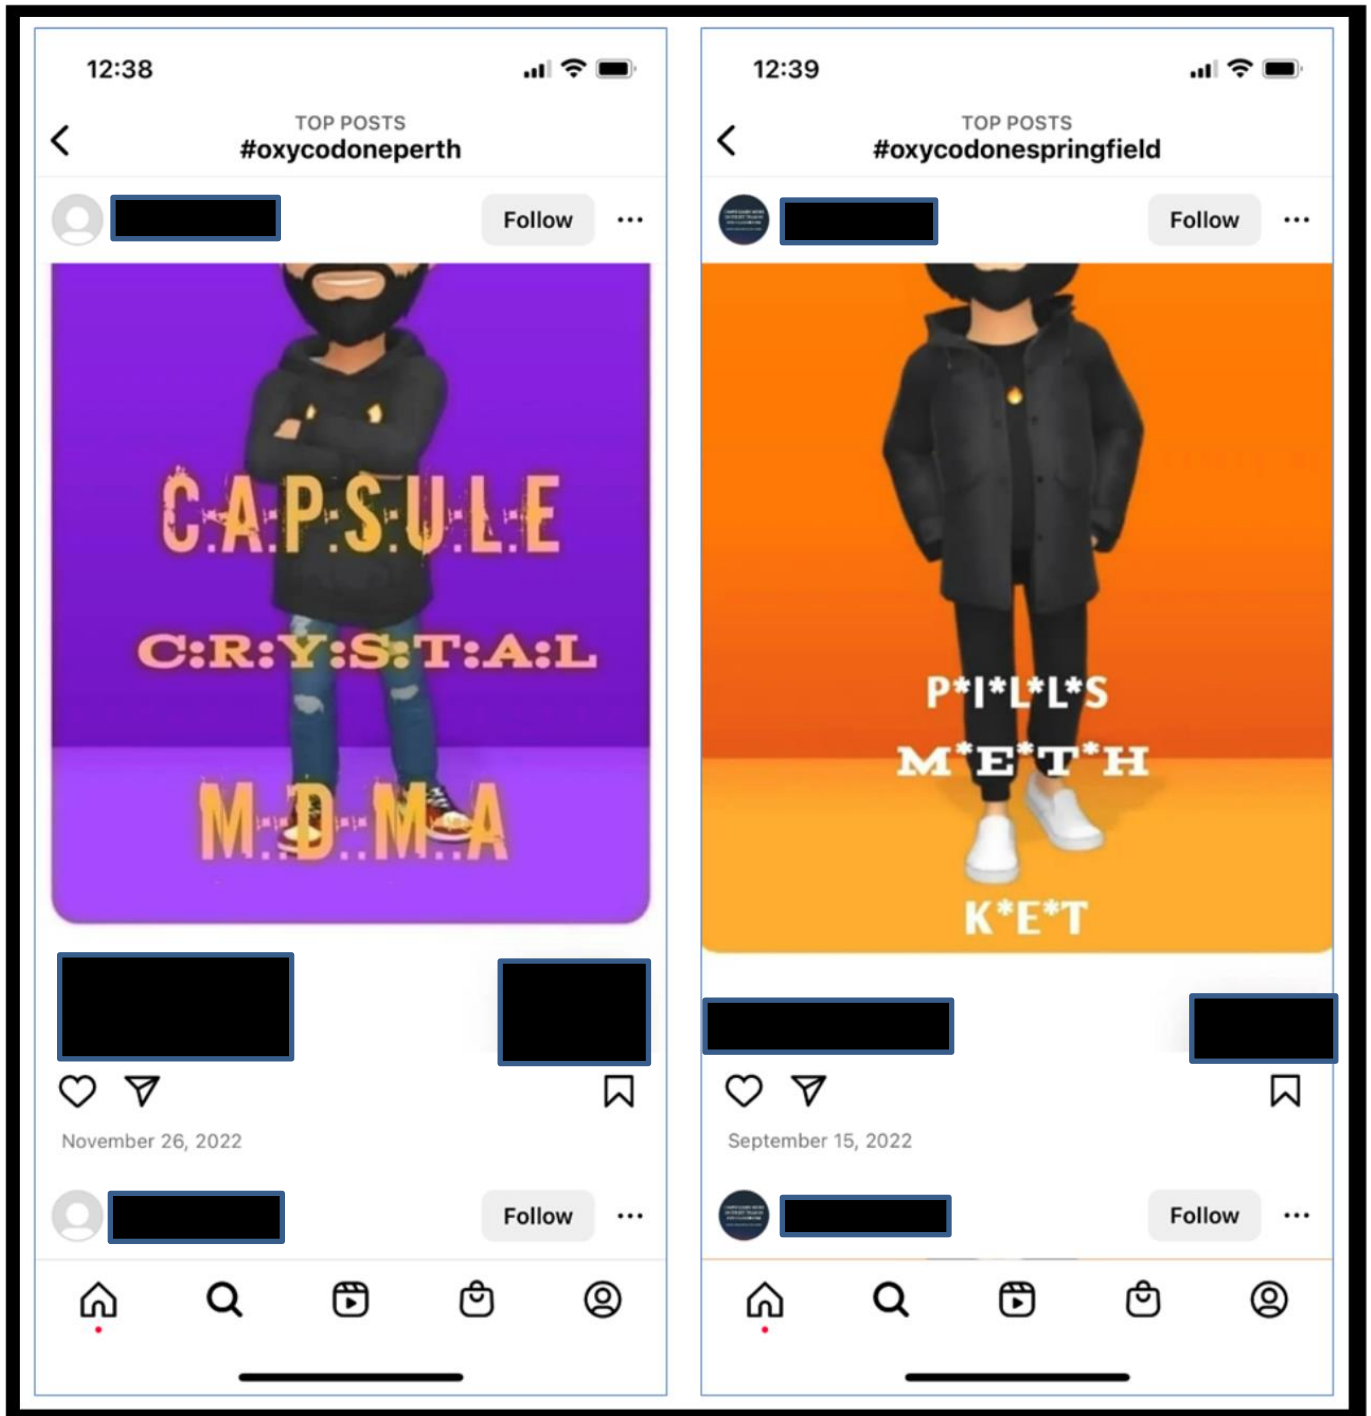 12:38
TOP POSTS
#oxycodoneperth
Follow
C.A.P.S.U.L.E
C:R:Y:S:T:A:L
M..D..M..A
November 26, 2022
Follow
12:39
TOP POSTS
#oxycodonespringfield
Follow
P*I*L*L*S
M*E*T*H
K*E*T
September 15, 2022
Follow